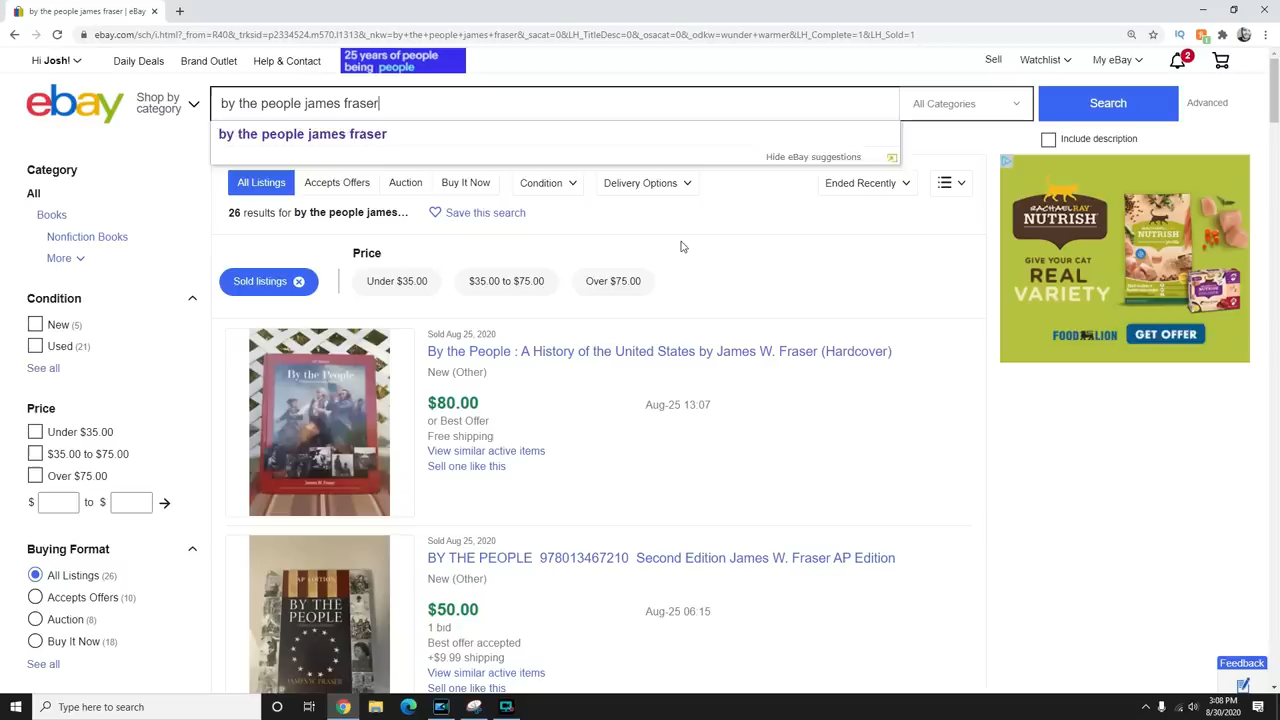 by the people james fraser | eBay
ebay.com/sch/i.html?_from=R40&_trksid=p2334524.m570.l1313&_nkw=by+the+people+james+fraser&_sacat=0&LH_TitleDesc=0&_osacat=0&_odkw=wunder+warmer&LH_Complete=1&LH_Sold=1
Hi Josh!
Daily Deals
Brand Outlet
Help & Contact
25 years of people
being people
Sell
Watchlist
My eBay
2
ebay
Shop by
category
by the people james fraser
All Categories
Search
Advanced
by the people james fraser
Hide eBay suggestions
Include description
Category
All
Books
Nonfiction Books
More
Condition
New (5)
Used (21)
See all
Price
Under $35.00
$35.00 to $75.00
Over $75.00
$ to $
Buying Format
All Listings (26)
Accepts Offers (10)
Auction (8)
Buy It Now (18)
See all
All Listings
Accepts Offers
Auction
Buy It Now
Condition
Delivery Options
Ended Recently
26 results for by the people james...
Save this search
Price
Sold listings
Under $35.00
$35.00 to $75.00
Over $75.00
By the People
James W. Fraser
Sold Aug 25, 2020
By the People : A History of the United States by James W. Fraser (Hardcover)
New (Other)
$80.00
Aug-25 13:07
or Best Offer
Free shipping
View similar active items
Sell one like this
AP EDITION
BY THE
PEOPLE
JAMES W. FRASER
Sold Aug 25, 2020
BY THE PEOPLE 978013467210 Second Edition James W. Fraser AP Edition
New (Other)
$50.00
Aug-25 06:15
1 bid
Best offer accepted
+$9.99 shipping
View similar active items
Sell one like this
RACHAEL RAY
NUTRISH
GIVE YOUR CAT
REAL
VARIETY
FOOD LION
GET OFFER
Feedback
Type here to search
3:08 PM
8/30/2020